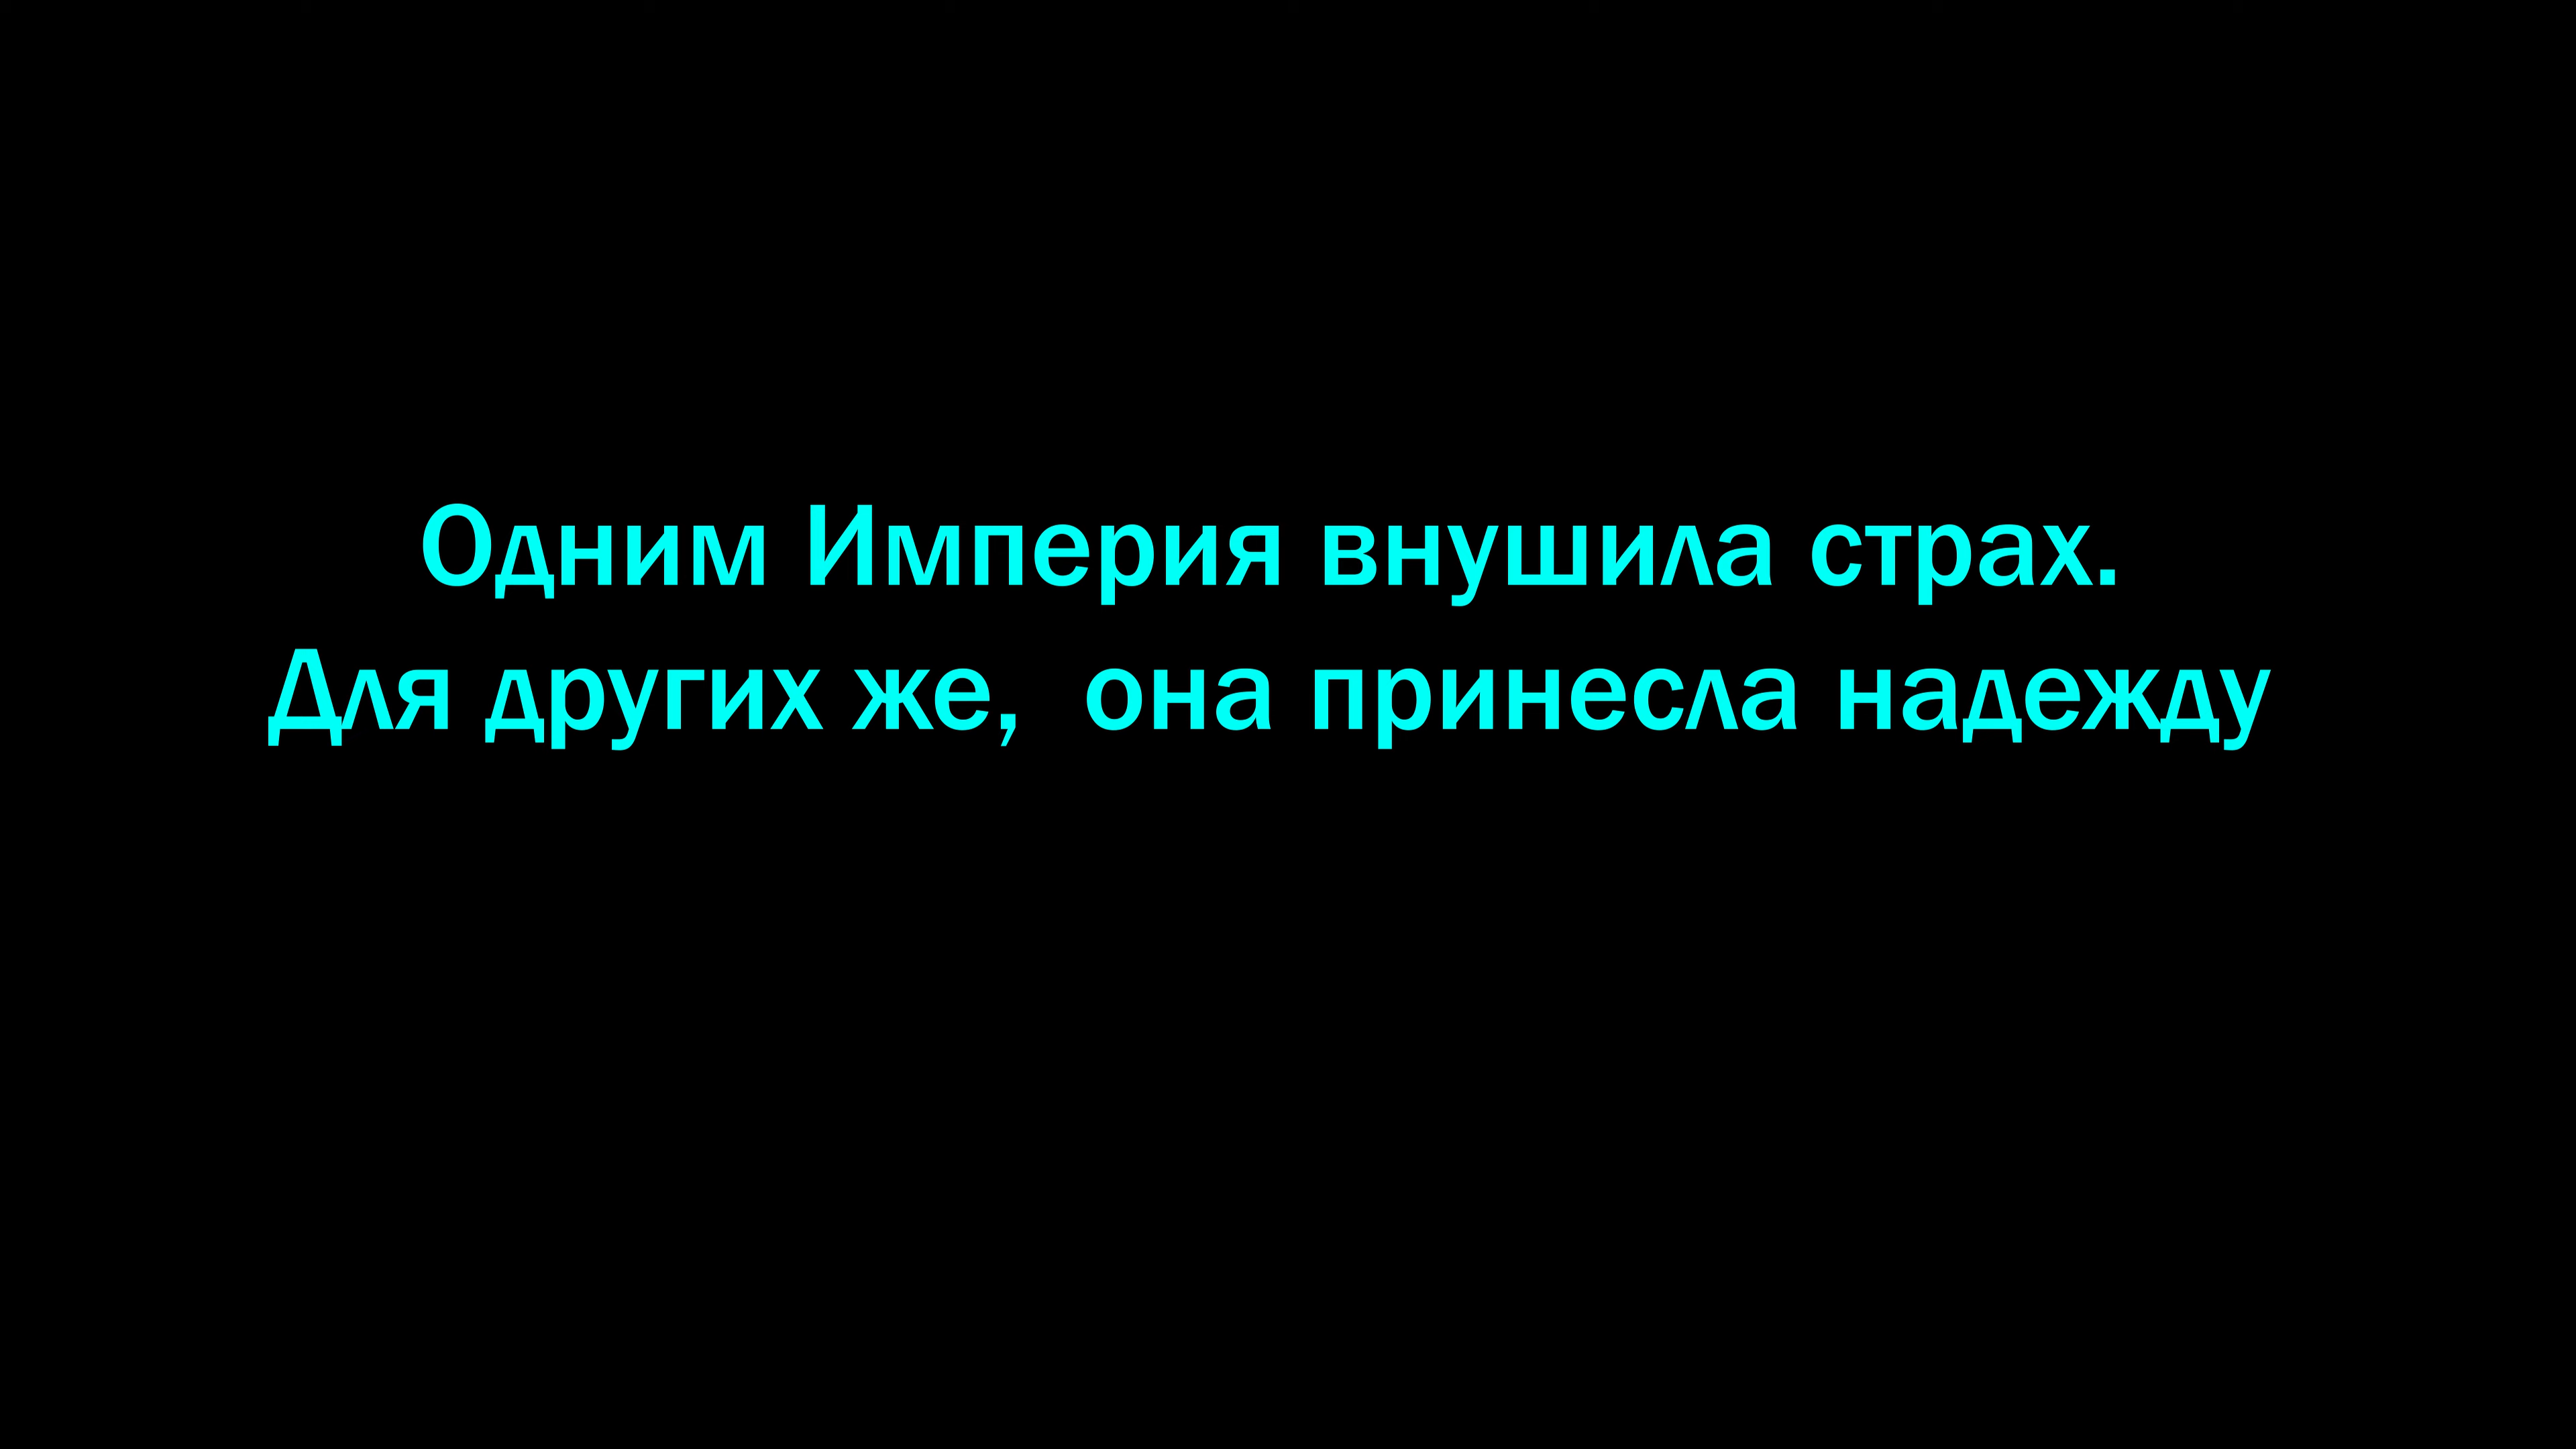 Одним Империя внушила страх.
Для других же,  она принесла надежду